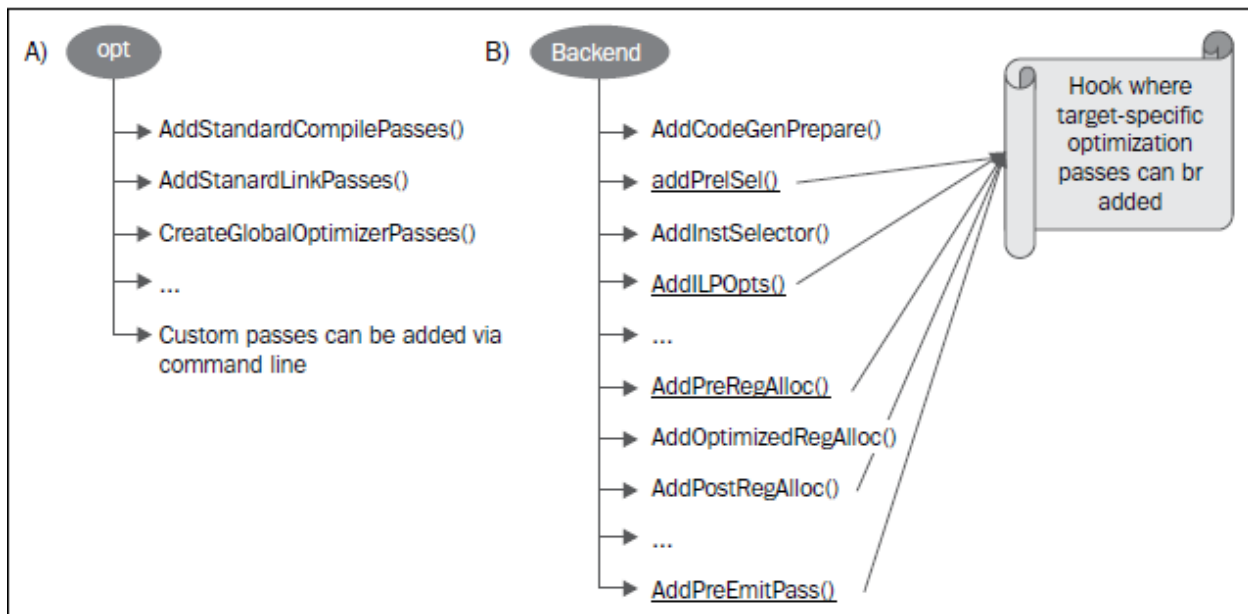 A)
opt
AddStandardCompilePasses()
AddStanardLinkPasses()
CreateGlobalOptimizerPasses()
...
Custom passes can be added via
command line
B)
Backend
AddCodeGenPrepare()
addPreISel()
AddInstSelector()
AddILPOpts()
...
AddPreRegAlloc()
AddOptimizedRegAlloc()
AddPostRegAlloc()
...
AddPreEmitPass()
Hook where
target-specific
optimization
passes can br
added